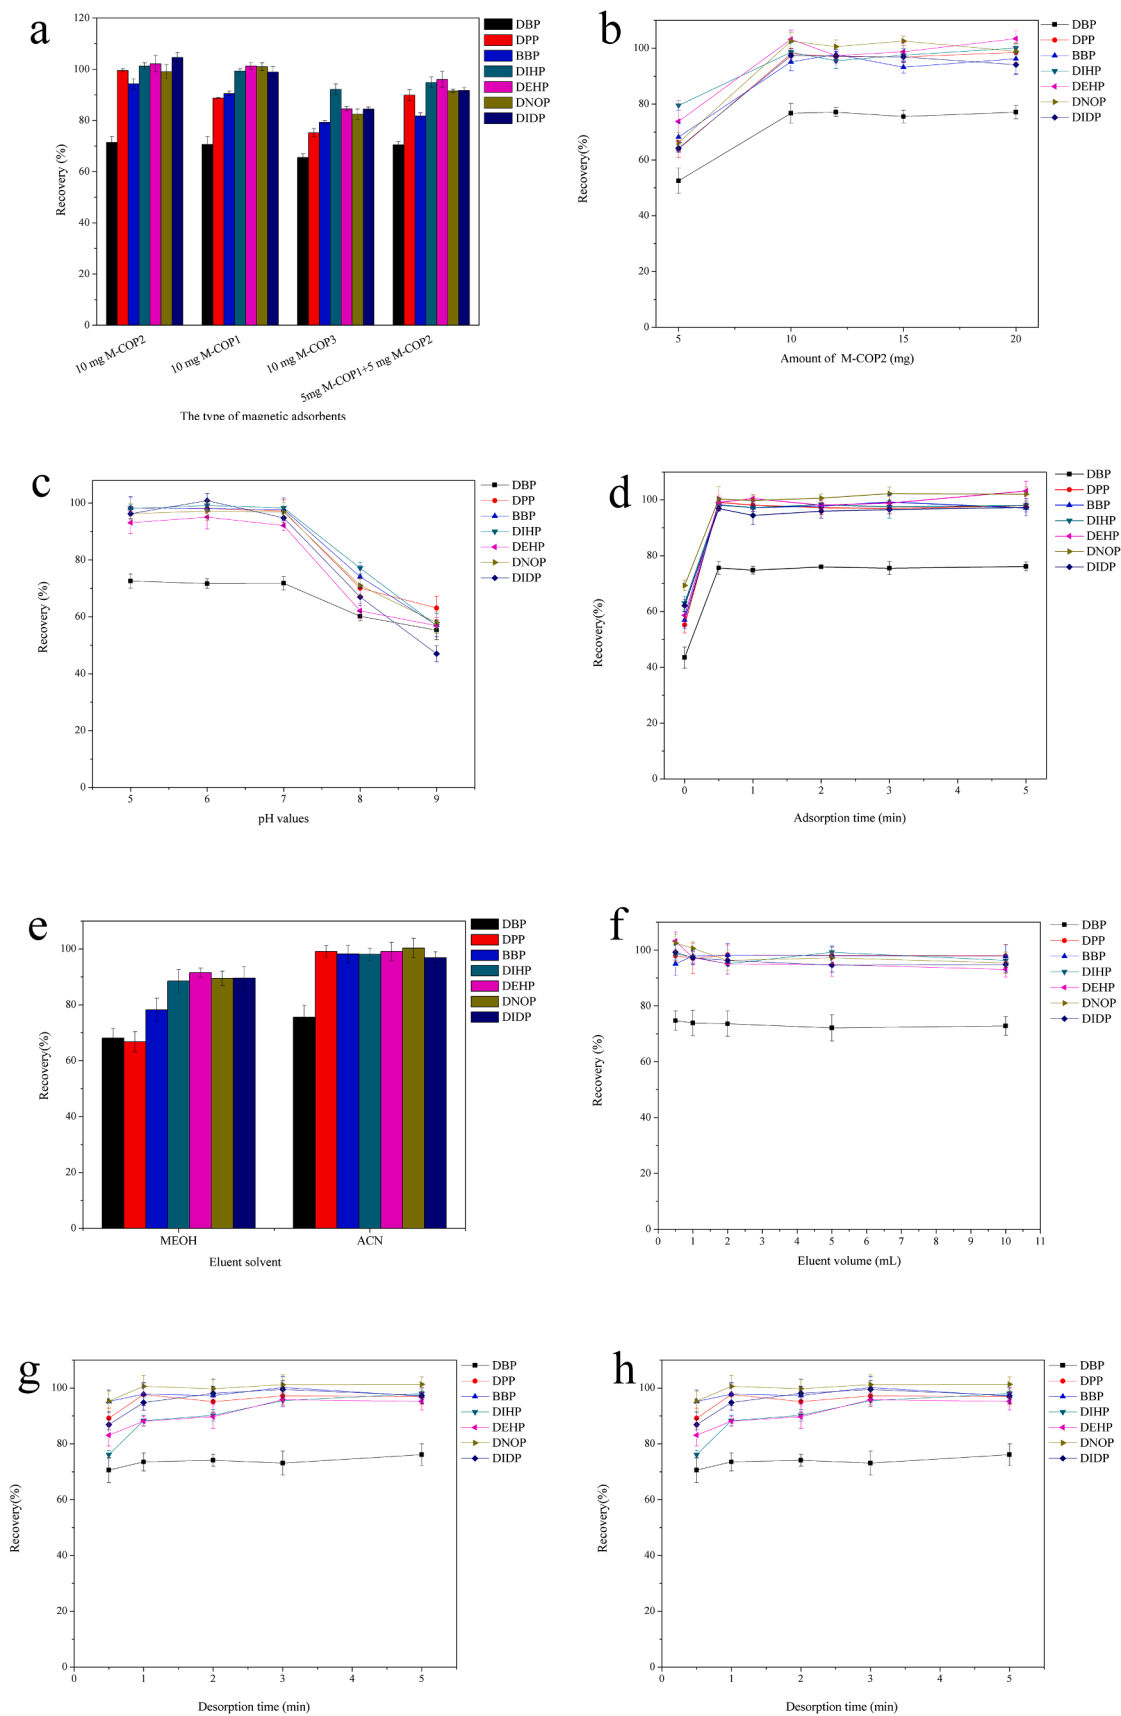 a
120
100
80
60
40
20
0
Recovery (%)
10 mg M-COP2
10 mg M-COP1
10 mg M-COP3
5mg M-COP1+5 mg M-COP2
The type of magnetic adsorbents
DBP
DPP
BBP
DIHP
DEHP
DNOP
DIDP
b
100
80
60
40
20
0
Recovery(%)
5 10 15 20
Amount of M-COP2 (mg)
DBP
DPP
BBP
DIHP
DEHP
DNOP
DIDP
c
100
80
60
40
20
0
Recovery (%)
5 6 7 8 9
pH values
DBP
DPP
BBP
DIHP
DEHP
DNOP
DIDP
d
100
80
60
40
20
0
Recovery(%)
0 1 2 3 4 5
Adsorption time (min)
DBP
DPP
BBP
DIHP
DEHP
DNOP
DIDP
e
100
80
60
40
20
0
Recovery(%)
MEOH ACN
Eluent solvent
DBP
DPP
BBP
DIHP
DEHP
DNOP
DIDP
f
100
80
60
40
20
0
Recovery (%)
0 1 2 3 4 5 6 7 8 9 10 11
Eluent volume (mL)
DBP
DPP
BBP
DIHP
DEHP
DNOP
DIDP
g
100
80
60
40
20
0
Recovery(%)
0 1 2 3 4 5
Desorption time (min)
DBP
DPP
BBP
DIHP
DEHP
DNOP
DIDP
h
100
80
60
40
20
0
Recovery(%)
0 1 2 3 4 5
Desorption time (min)
DBP
DPP
BBP
DIHP
DEHP
DNOP
DIDP